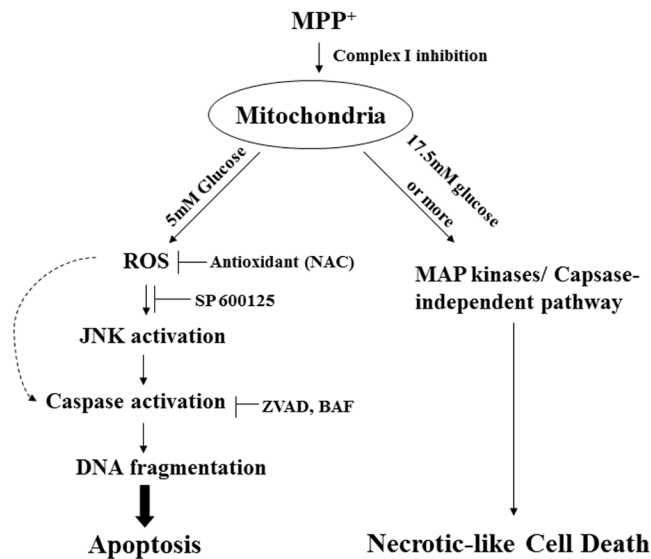 MPP⁺
Complex I inhibition
Mitochondria
5mM Glucose
17.5mM glucose
or more
ROS
Antioxidant (NAC)
SP 600125
JNK activation
Caspase activation
ZVAD, BAF
DNA fragmentation
Apoptosis
MAP kinases/ Capsase-
independent pathway
Necrotic-like Cell Death